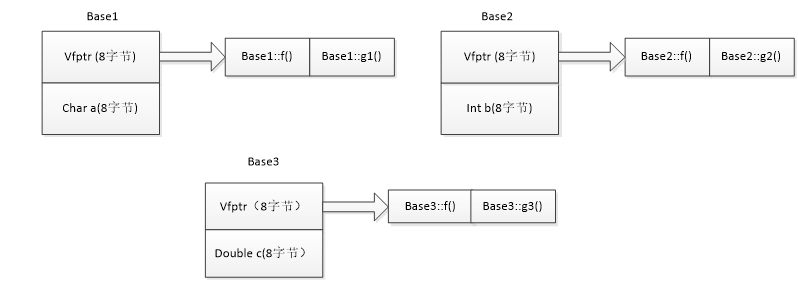 Base1
Base2
Vfptr (8字节)
Base1::f()
Base1::g1()
Vfptr (8字节)
Base2::f()
Base2::g2()
Char a(8字节)
Int b(8字节)
Base3
Vfptr（8字节）
Base3::f()
Base3::g3()
Double c(8字节）